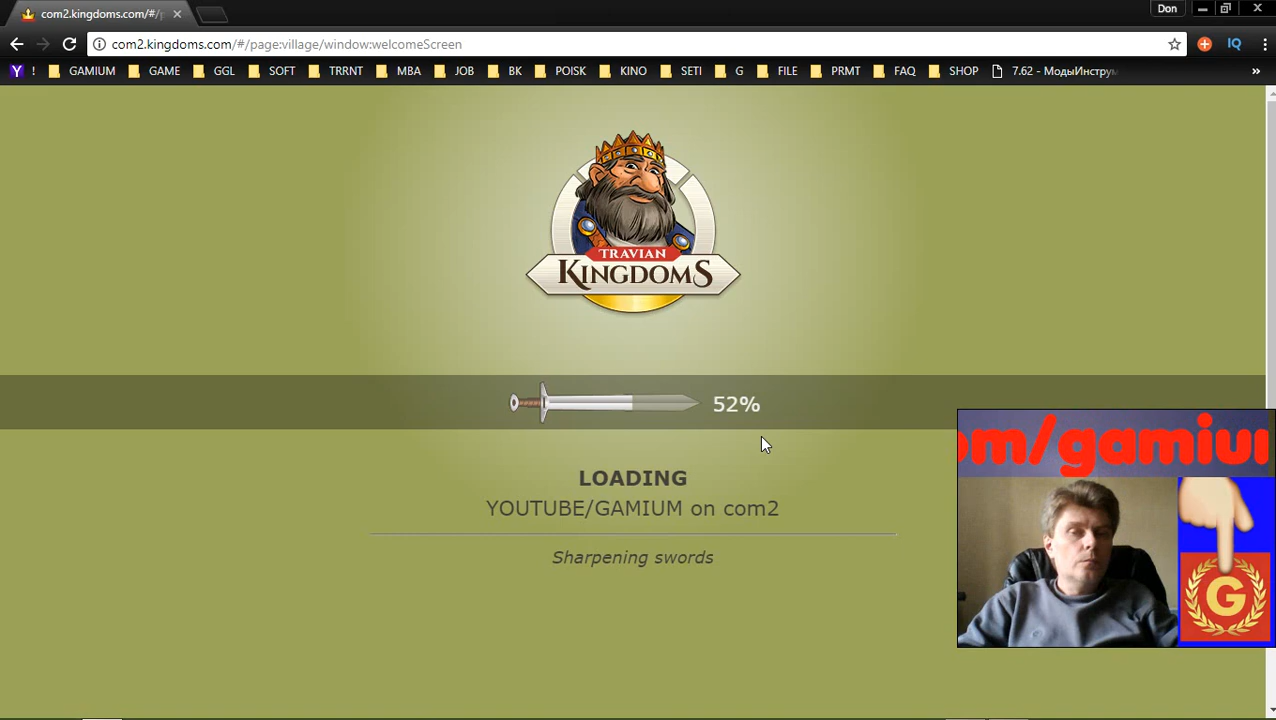 com2.kingdoms.com/#/p
Don
com2.kingdoms.com/#/page:village/window:welcomeScreen
IQ
Y ! GAMIUM GAME GGL SOFT TRRNT MBA JOB BK POISK KINO SETI G FILE PRMT FAQ SHOP 7.62 - МодыИнструм »
TRAVIAN
KINGDOMS
52%
om/gamiu
LOADING
YOUTUBE/GAMIUM on com2
Sharpening swords
G